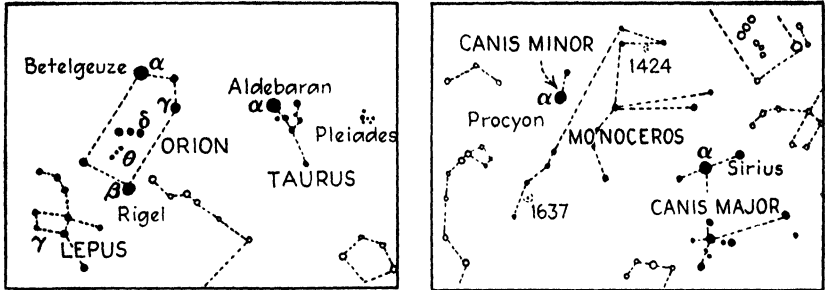 Betelgeuze α
Aldebaran
α
γ
δ
Pleiades
θ
ORION
TAURUS
β
Rigel
γ
LEPUS
CANIS MINOR
1424
α
Procyon
MONOCEROS
α
Sirius
1637
CANIS MAJOR